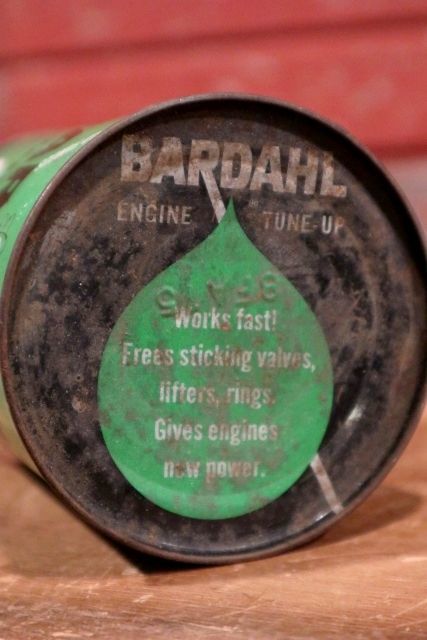 BARDAHL
ENGINE TUNE-UP
Works fast!
Frees sticking valves,
lifters, rings.
Gives engines
new power.